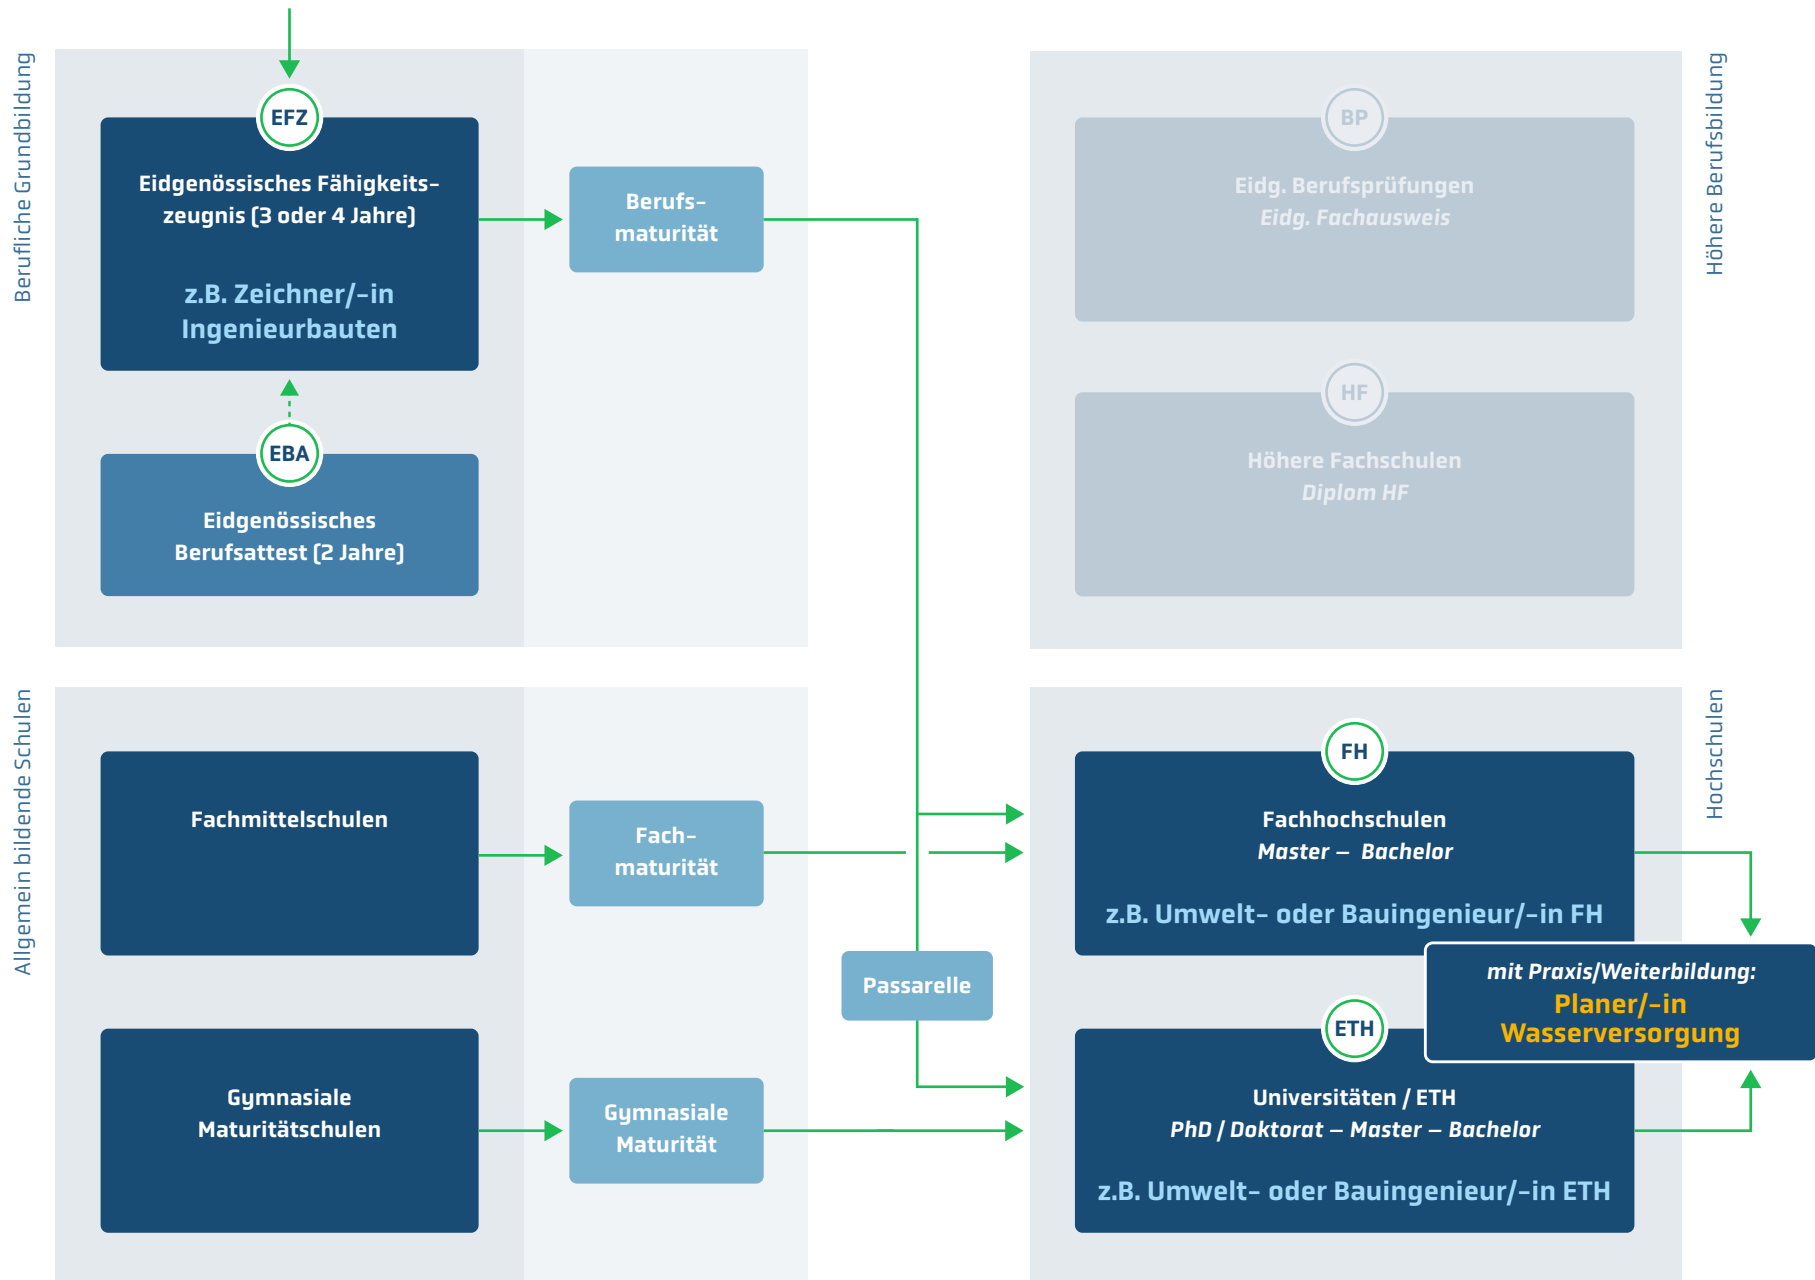 Berufliche Grundbildung
EFZ
Eidgenössisches Fähigkeits-
zeugnis (3 oder 4 Jahre)
z.B. Zeichner/-in
Ingenieurbauten
EBA
Eidgenössisches
Berufsattest (2 Jahre)
Berufs-
maturität
BP
Eidg. Berufsprüfungen
Eidg. Fachausweis
HF
Höhere Fachschulen
Diplom HF
Höhere Berufsbildung
Allgemein bildende Schulen
Fachmittelschulen
Fach-
maturität
Gymnasiale
Maturitätschulen
Gymnasiale
Maturität
Passarelle
FH
Fachhochschulen
Master – Bachelor
z.B. Umwelt- oder Bauingenieur/-in FH
mit Praxis/Weiterbildung:
Planer/-in
Wasserversorgung
ETH
Universitäten / ETH
PhD / Doktorat – Master – Bachelor
z.B. Umwelt- oder Bauingenieur/-in ETH
Hochschulen